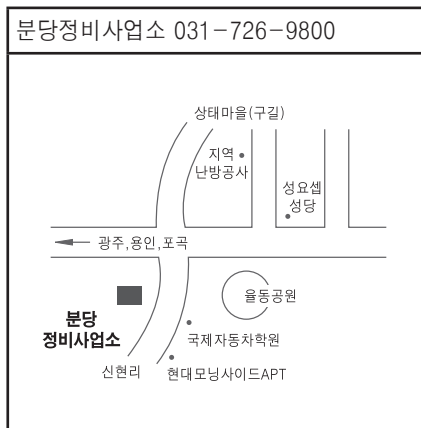 분당정비사업소 031-726-9800
상태마을(구길)
지역
난방공사
성요셉
성당
광주,용인,포곡
율동공원
분당
정비사업소
국제자동차학원
신현리
현대모닝사이드APT